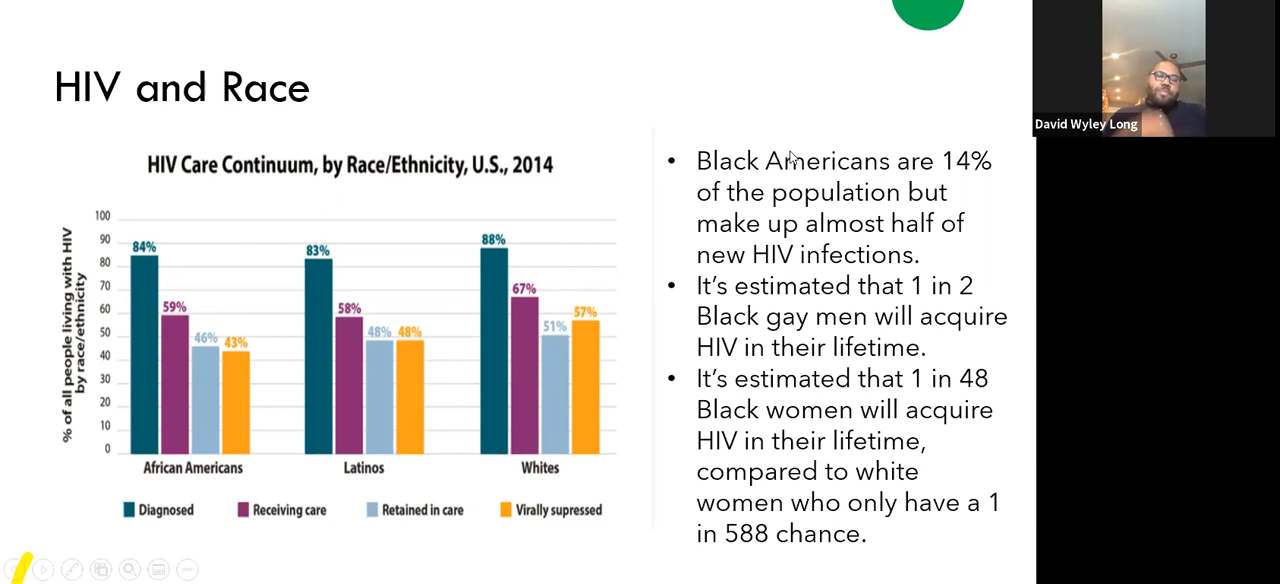 HIV and Race
HIV Care Continuum, by Race/Ethnicity, U.S., 2014
% of all people living with HIV
by race/ethnicity
100
90
80
70
60
50
40
30
20
10
0
84%
59%
46%
43%
83%
58%
48%
48%
88%
67%
51%
57%
African Americans
Latinos
Whites
Diagnosed
Receiving care
Retained in care
Virally supressed
• Black Americans are 14%
of the population but
make up almost half of
new HIV infections.
• It's estimated that 1 in 2
Black gay men will acquire
HIV in their lifetime.
• It's estimated that 1 in 48
Black women will acquire
HIV in their lifetime,
compared to white
women who only have a 1
in 588 chance.
David Wyley Long